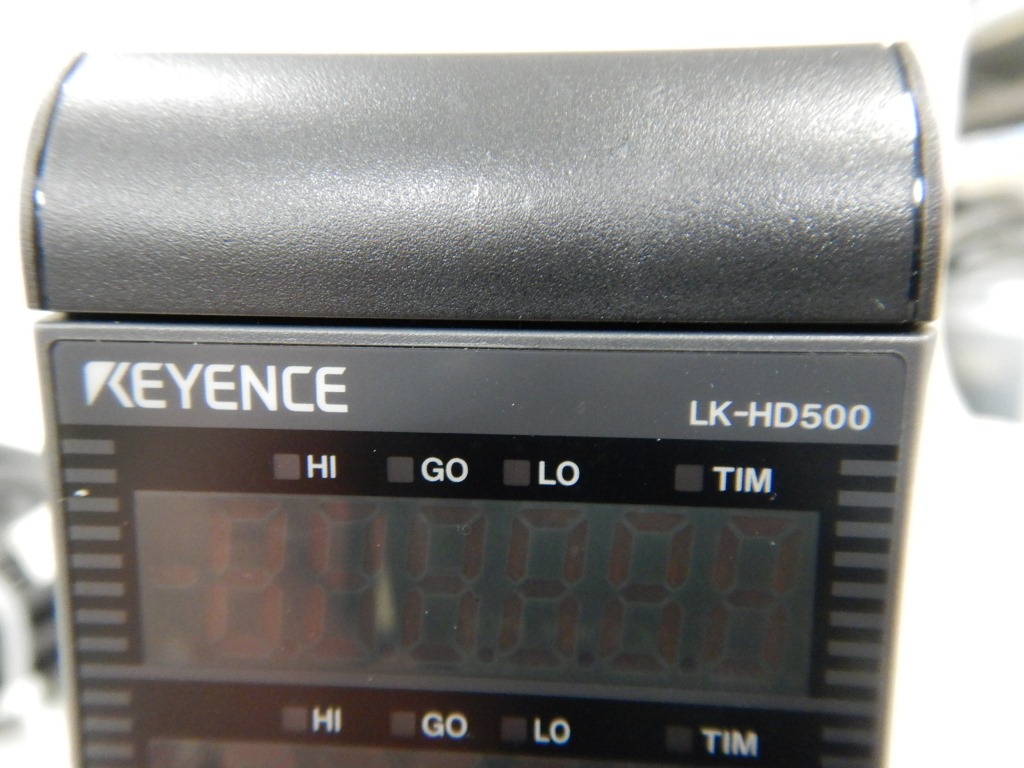 KEYENCE
LK-HD500
HI GO LO TIM
HI GO LO TIM